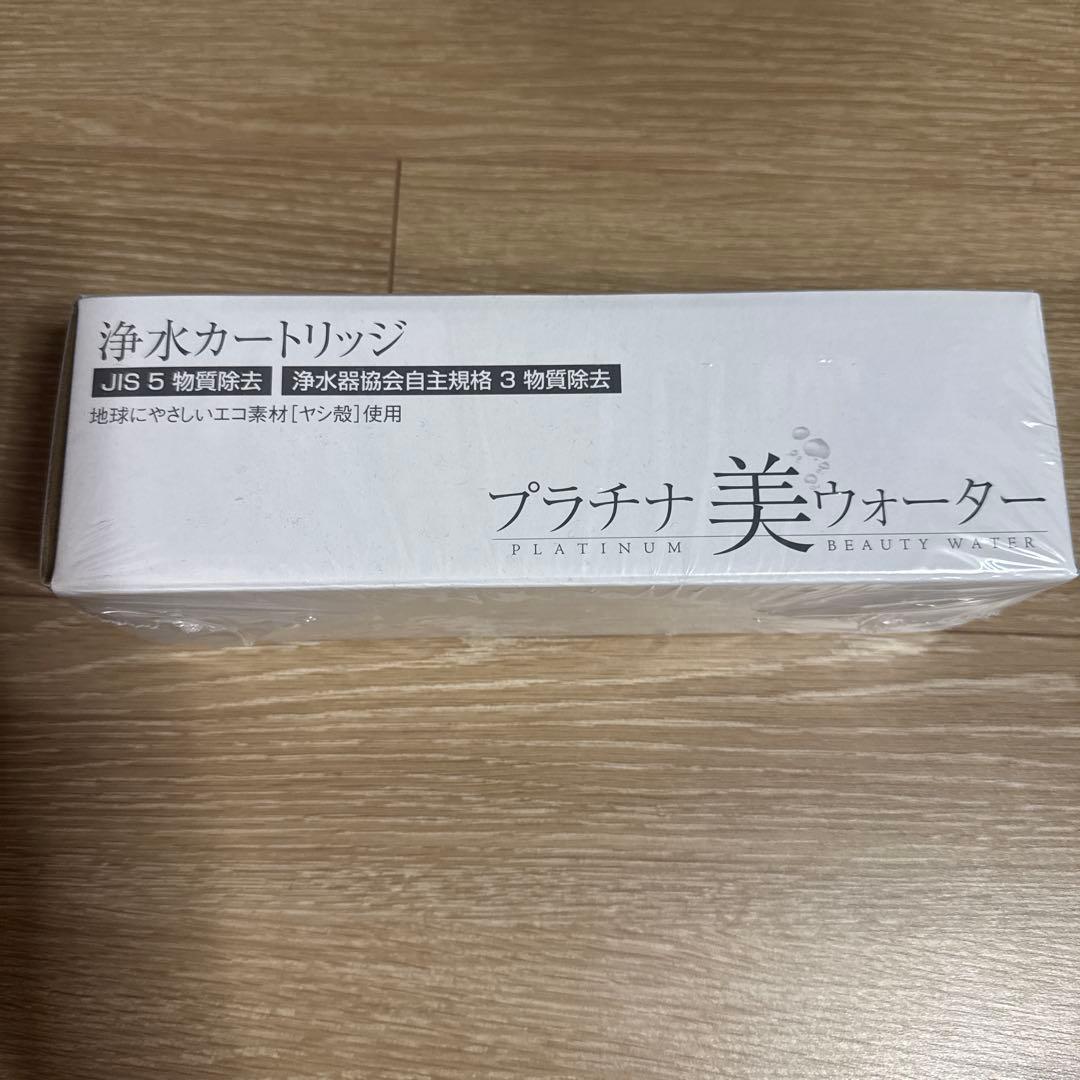 浄水カートリッジ
JIS 5 物質除去 浄水器協会自主規格 3 物質除去
地球にやさしいエコ素材[ヤシ殻]使用
プラチナ美ウォーター
PLATINUM BEAUTY WATER